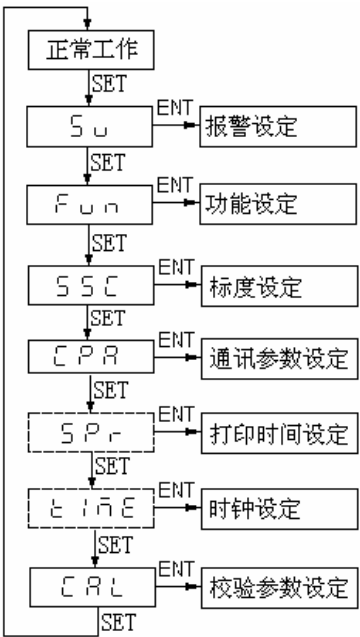 正常工作
SET
Su ENT 报警设定
SET
Fun ENT 功能设定
SET
SSC ENT 标度设定
SET
CPA ENT 通讯参数设定
SET
SPr ENT 打印时间设定
SET
tIME ENT 时钟设定
SET
CAL ENT 校验参数设定
SET